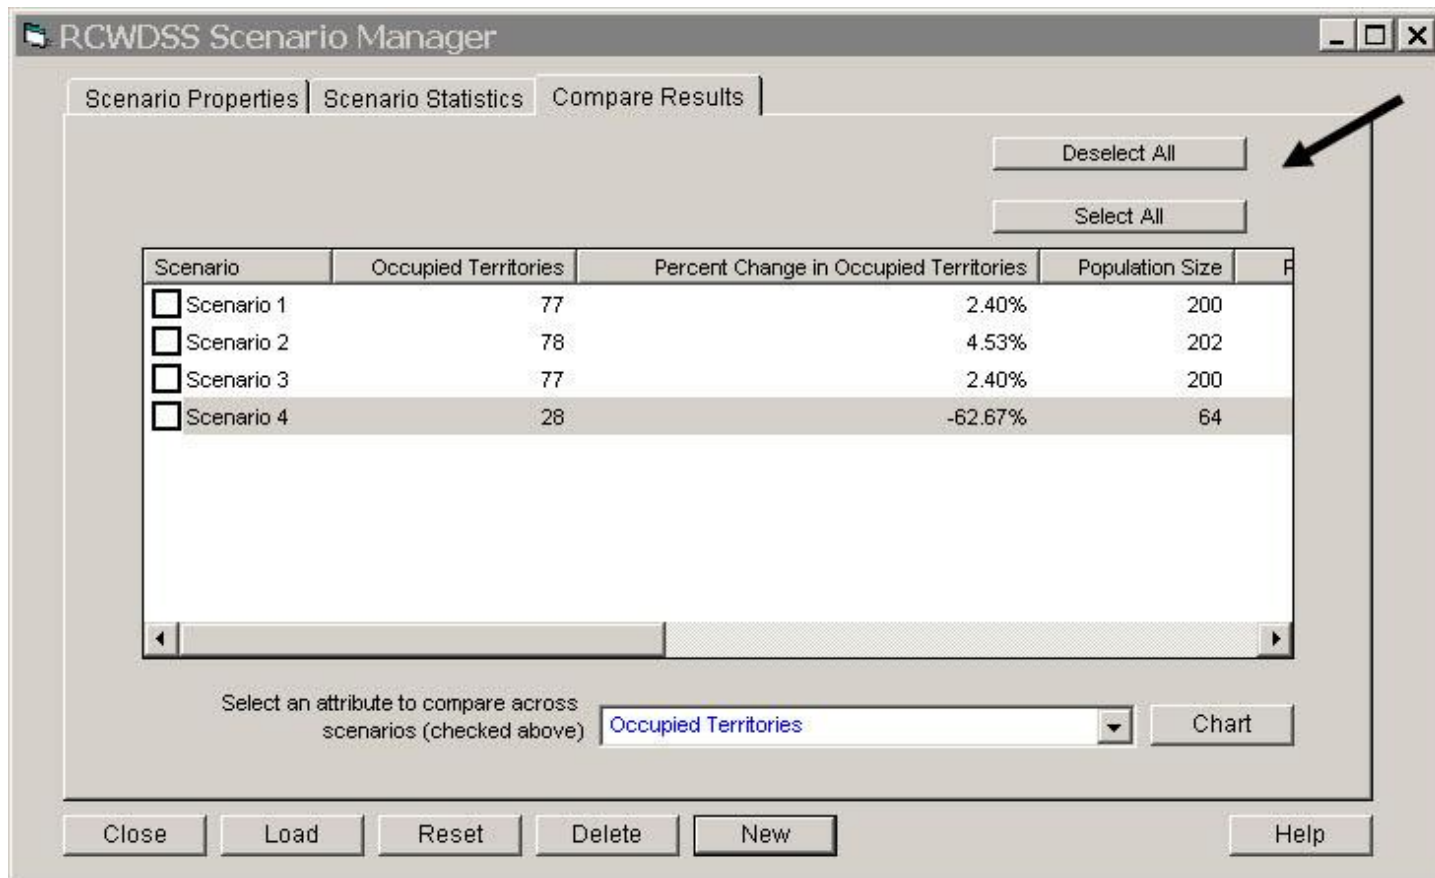 RCWDSS Scenario Manager
Scenario Properties Scenario Statistics Compare Results
Deselect All
Select All
Scenario Occupied Territories Percent Change in Occupied Territories Population Size
Scenario 1 77 2.40% 200
Scenario 2 78 4.53% 202
Scenario 3 77 2.40% 200
Scenario 4 28 -62.67% 64
Select an attribute to compare across
scenarios (checked above) Occupied Territories Chart
Close Load Reset Delete New Help